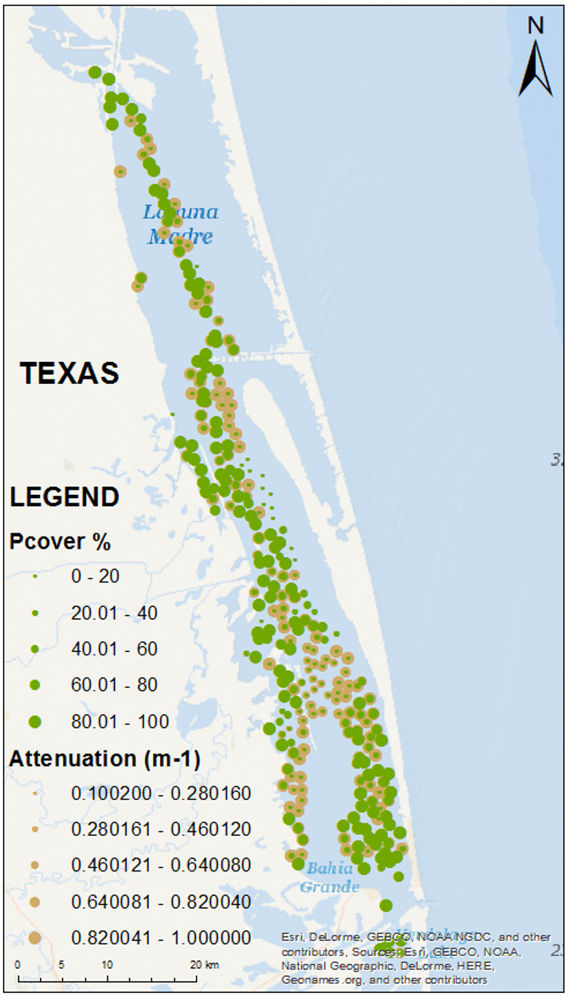 N
Laguna
Madre
TEXAS
LEGEND
Pcover %
0 - 20
20.01 - 40
40.01 - 60
60.01 - 80
80.01 - 100
Attenuation (m-1)
0.100200 - 0.280160
0.280161 - 0.460120
0.460121 - 0.640080
0.640081 - 0.820040
0.820041 - 1.000000
Bahia
Grande
Esri, DeLorme, GEBCO, NOAA NGDC, and other
contributors, Sources: Esri, GEBCO, NOAA,
National Geographic, DeLorme, HERE,
Geonames.org, and other contributors
0 5 10 20 km